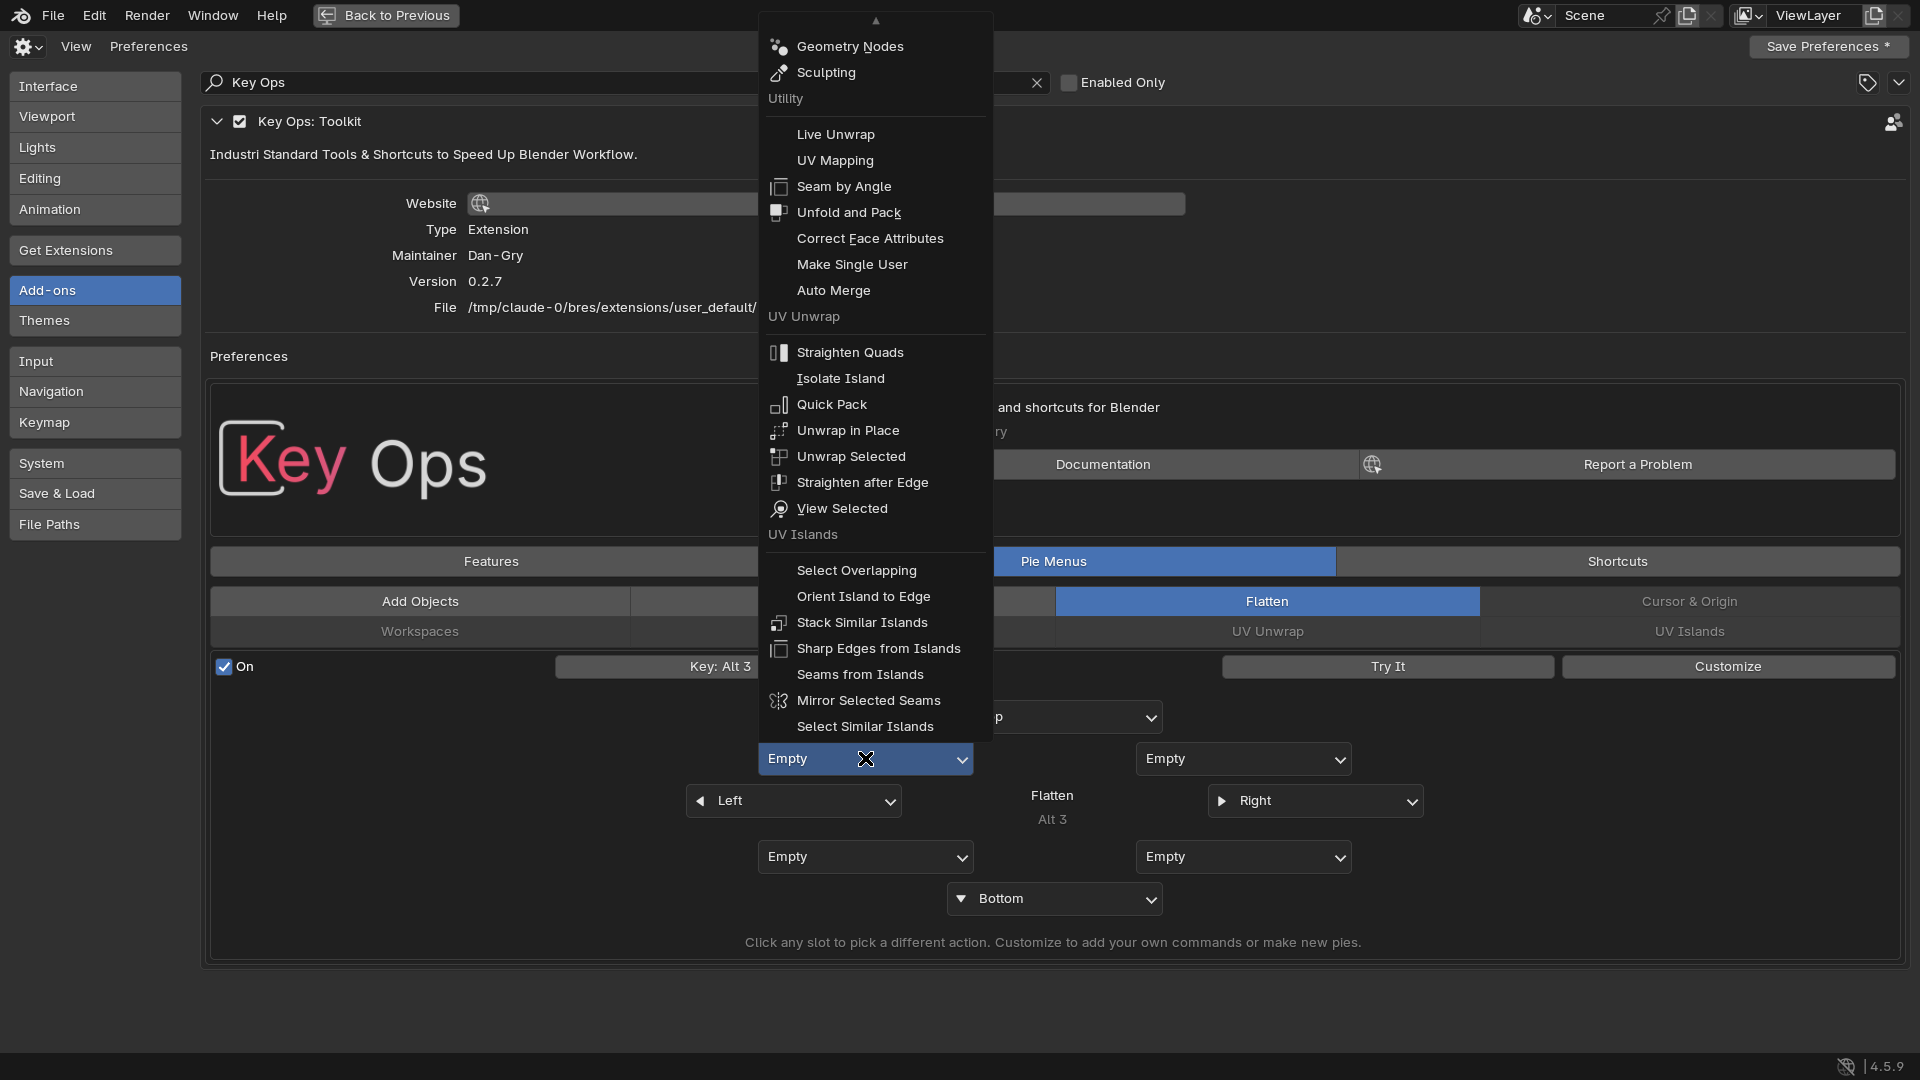 File Edit Render Window Help Back to Previous Scene ViewLayer
View Preferences Save Preferences *
Interface
Viewport
Lights
Editing
Animation
Get Extensions
Add-ons
Themes
Input
Navigation
Keymap
System
Save & Load
File Paths
Key Ops Enabled Only
Key Ops: Toolkit
Industri Standard Tools & Shortcuts to Speed Up Blender Workflow.
Website
Type Extension
Maintainer Dan-Gry
Version 0.2.7
File /tmp/claude-0/bres/extensions/user_default/
Preferences
Key Ops
and shortcuts for Blender
ry
Documentation Report a Problem
Features Pie Menus Shortcuts
Add Objects Flatten Cursor & Origin
Workspaces UV Unwrap UV Islands
On Key: Alt 3 Try It Customize
Geometry Nodes
Sculpting
Utility
Live Unwrap
UV Mapping
Seam by Angle
Unfold and Pack
Correct Face Attributes
Make Single User
Auto Merge
UV Unwrap
Straighten Quads
Isolate Island
Quick Pack
Unwrap in Place
Unwrap Selected
Straighten after Edge
View Selected
UV Islands
Select Overlapping
Orient Island to Edge
Stack Similar Islands
Sharp Edges from Islands
Seams from Islands
Mirror Selected Seams
Select Similar Islands
p
Empty Empty
Left Flatten Right
Alt 3
Empty Empty
Bottom
Click any slot to pick a different action. Customize to add your own commands or make new pies.
4.5.9